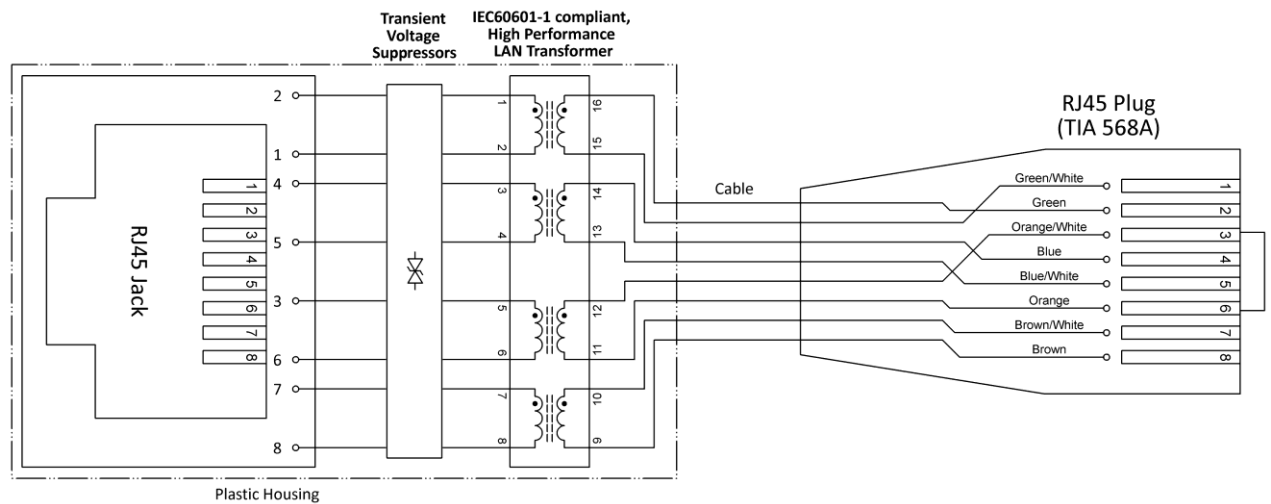 Transient
Voltage
Suppressors
IEC60601-1 compliant,
High Performance
LAN Transformer
RJ45 Plug
(TIA 568A)
2
1
4
5
3
6
7
8
RJ45 Jack
1
2
3
4
5
6
7
8
1
2
3
4
5
6
7
8
16
15
14
13
12
11
10
9
Cable
Green/White
Green
Orange/White
Blue
Blue/White
Orange
Brown/White
Brown
1
2
3
4
5
6
7
8
Plastic Housing